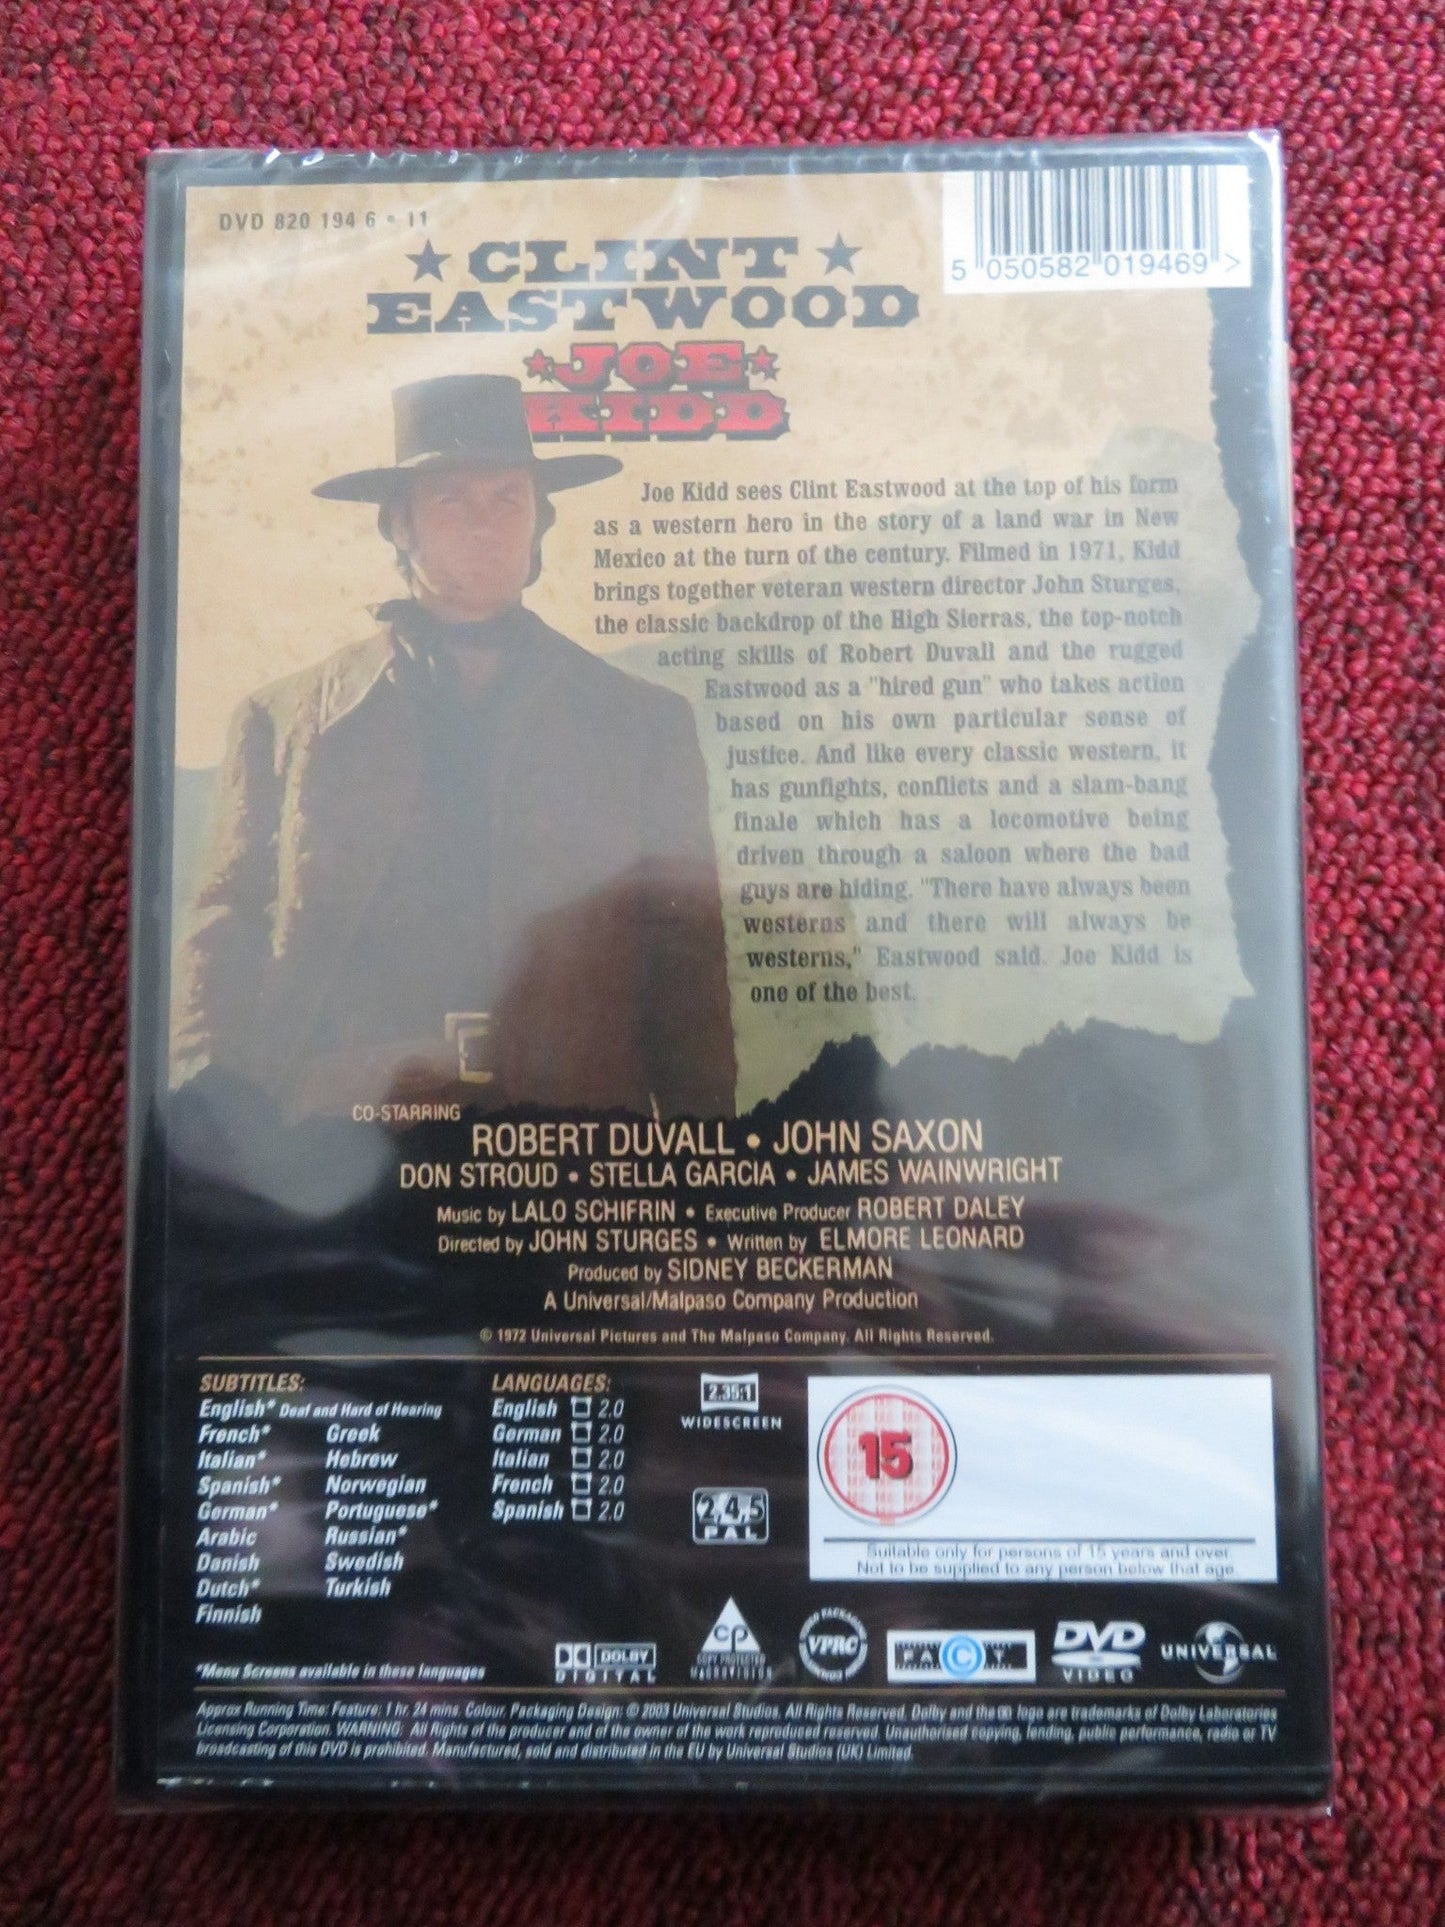 DVD 820 194 6 • 11
5 050582 019469 >
★ CLINT ★
EASTWOOD
★JOE★
KIDD
Joe Kidd sees Clint Eastwood at the top of his form
as a western hero in the story of a land war in New
Mexico at the turn of the century. Filmed in 1971, Kidd
brings together veteran western director John Sturges,
the classic backdrop of the High Sierras, the top-notch
acting skills of Robert Duvall and the rugged
Eastwood as a "hired gun" who takes action
based on his own particular sense of
justice. And like every classic western, it
has gunfights, conflicts and a slam-bang
finale which has a locomotive being
driven through a saloon where the bad
guys are hiding. "There have always been
westerns and there will always be
westerns," Eastwood said. Joe Kidd is
one of the best.
CO-STARRING
ROBERT DUVALL • JOHN SAXON
DON STROUD • STELLA GARCIA • JAMES WAINWRIGHT
Music by LALO SCHIFRIN • Executive Producer ROBERT DALEY
Directed by JOHN STURGES • Written by ELMORE LEONARD
Produced by SIDNEY BECKERMAN
A Universal/Malpaso Company Production
© 1972 Universal Pictures and The Malpaso Company. All Rights Reserved.
SUBTITLES:
English* Deaf and Hard of Hearing
French* Greek
Italian* Hebrew
Spanish* Norwegian
German* Portuguese*
Arabic Russian*
Danish Swedish
Dutch* Turkish
Finnish
*Menu Screens available in these languages
LANGUAGES:
English 2.0
German 2.0
Italian 2.0
French 2.0
Spanish 2.0
2.35:1
WIDESCREEN
2,4,5
PAL
15
Suitable only for persons of 15 years and over.
Not to be supplied to any person below that age.
DOLBY
DIGITAL
CP
COPY PROTECTED
MACROVISION
VPRC
FACT
DVD
VIDEO
UNIVERSAL
Approx Running Time: Feature: 1 hr. 24 mins. Colour. Packaging Design: © 2003 Universal Studios. All Rights Reserved. Dolby and the DD logo are trademarks of Dolby Laboratories
Licensing Corporation. WARNING: All Rights of the producer and of the owner of the work reproduced reserved. Unauthorised copying, lending, public performance, radio or TV
broadcasting of this DVD is prohibited. Manufactured, sold and distributed in the EU by Universal Studios (UK) Limited.